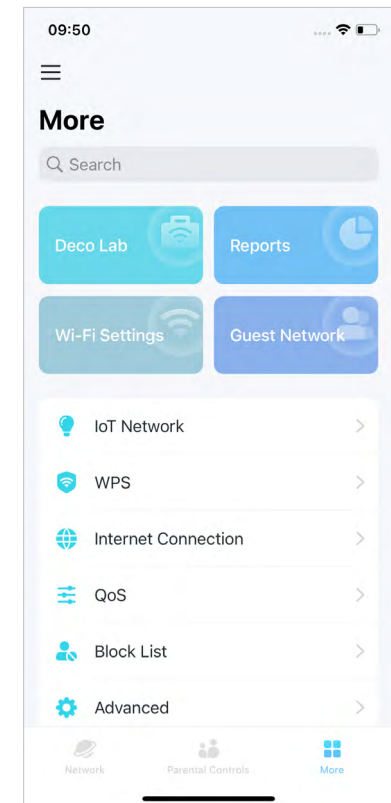 09:50
More
Search
Deco Lab
Reports
Wi-Fi Settings
Guest Network
IoT Network
WPS
Internet Connection
QoS
Block List
Advanced
Network
Parental Controls
More